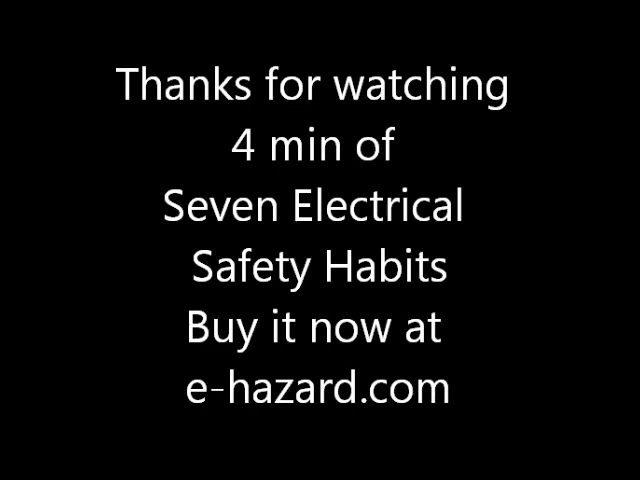 Thanks for watching
4 min of
Seven Electrical
Safety Habits
Buy it now at
e-hazard.com